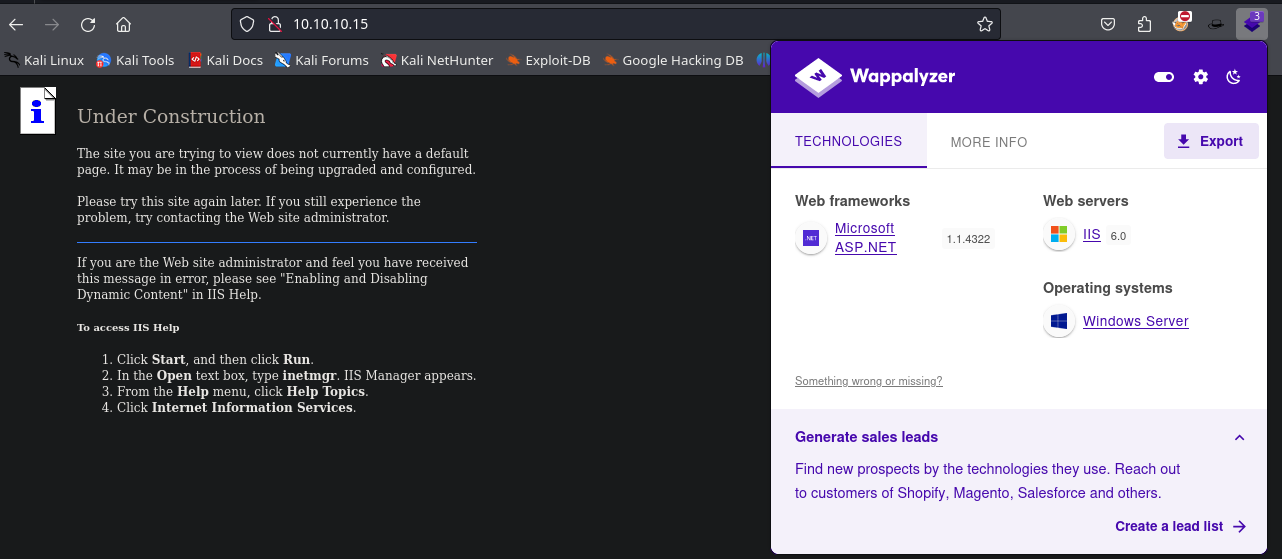 10.10.10.15
3
Kali Linux
Kali Tools
Kali Docs
Kali Forums
Kali NetHunter
Exploit-DB
Google Hacking DB
Under Construction
The site you are trying to view does not currently have a default
page. It may be in the process of being upgraded and configured.
Please try this site again later. If you still experience the
problem, try contacting the Web site administrator.
If you are the Web site administrator and feel you have received
this message in error, please see "Enabling and Disabling
Dynamic Content" in IIS Help.
To access IIS Help
1. Click Start, and then click Run.
2. In the Open text box, type inetmgr. IIS Manager appears.
3. From the Help menu, click Help Topics.
4. Click Internet Information Services.
Wappalyzer
TECHNOLOGIES
MORE INFO
Export
Web frameworks
.NET
Microsoft
ASP.NET
1.1.4322
Web servers
IIS 6.0
Operating systems
Windows Server
Something wrong or missing?
Generate sales leads
Find new prospects by the technologies they use. Reach out
to customers of Shopify, Magento, Salesforce and others.
Create a lead list